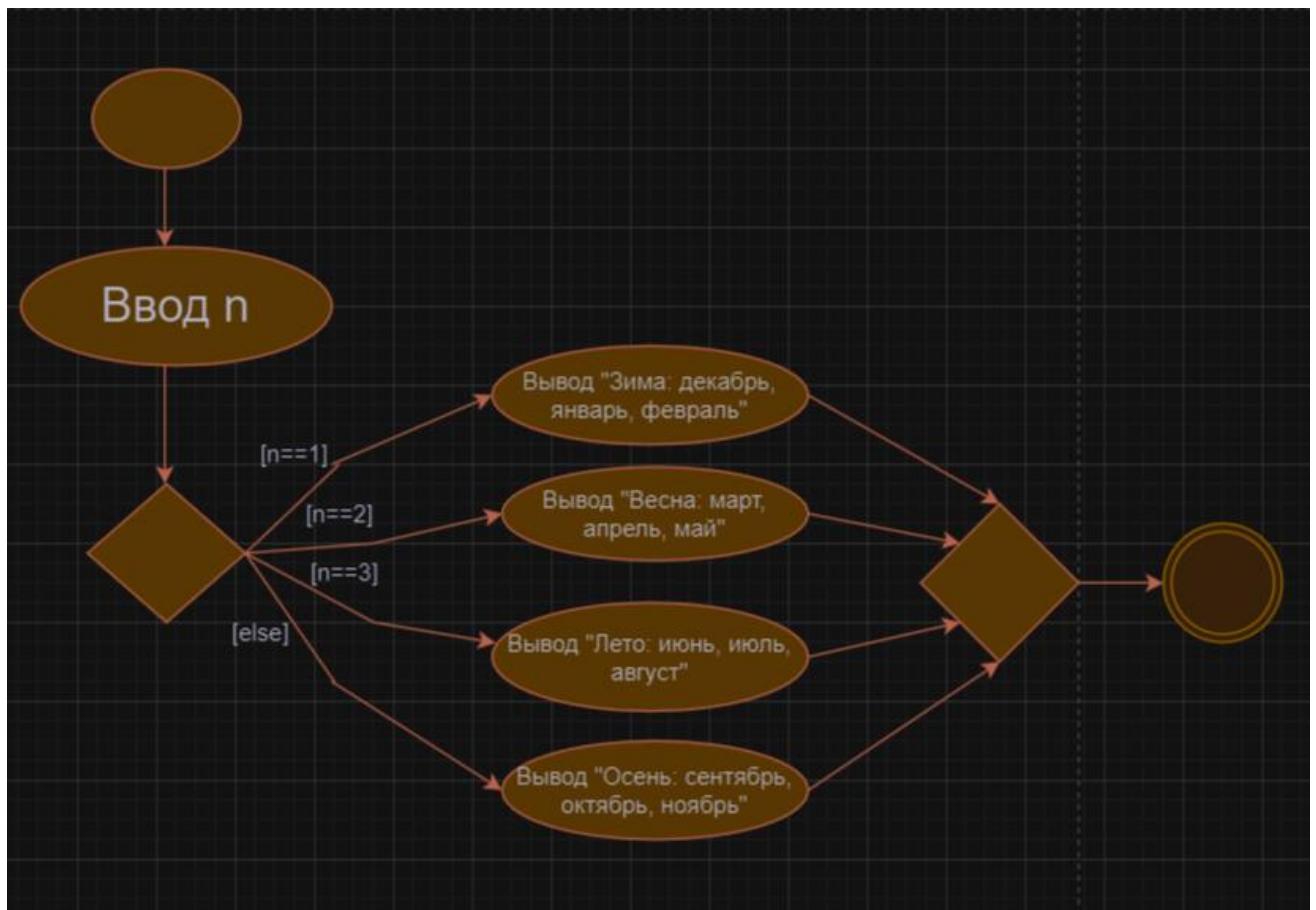 Ввод n
[n==1]
Вывод "Зима: декабрь,
январь, февраль"
[n==2]
Вывод "Весна: март,
апрель, май"
[n==3]
Вывод "Лето: июнь, июль,
август"
[else]
Вывод "Осень: сентябрь,
октябрь, ноябрь"